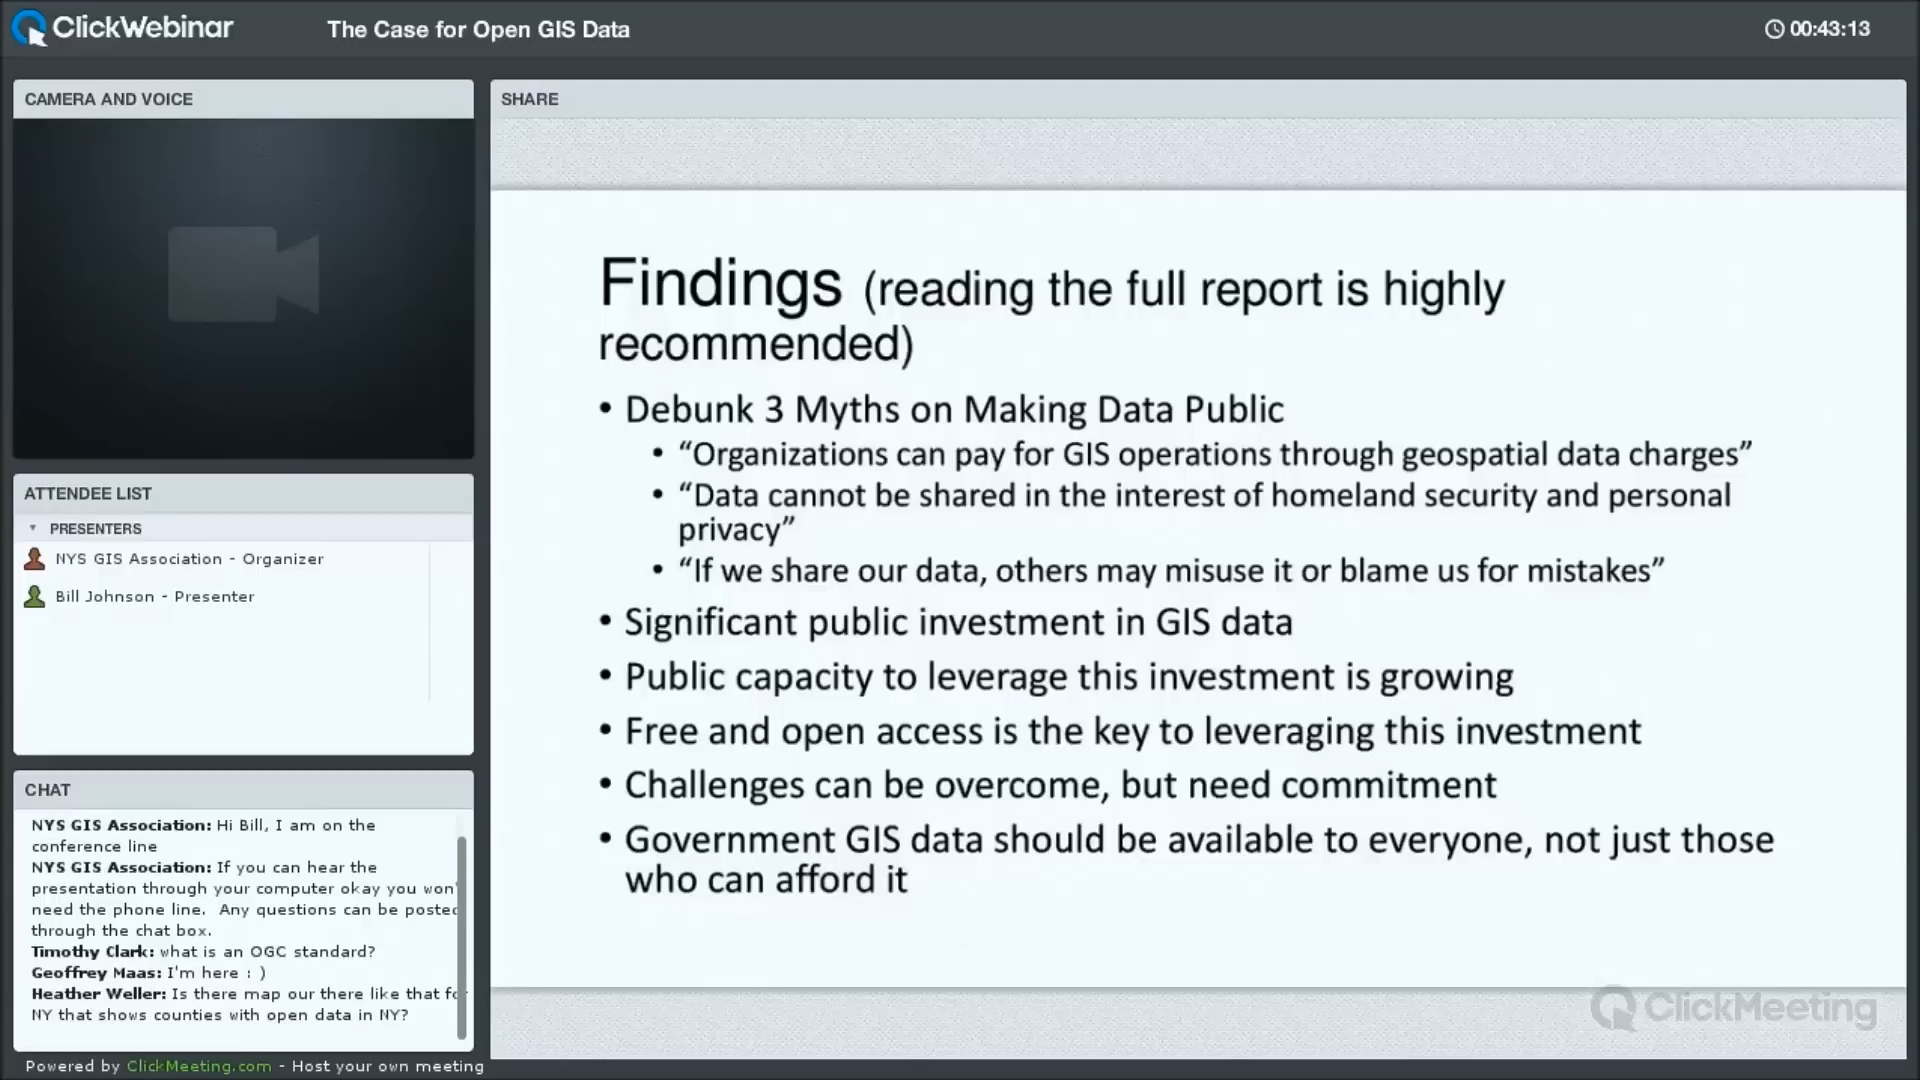 ClickWebinar
The Case for Open GIS Data
00:43:13
CAMERA AND VOICE
ATTENDEE LIST
PRESENTERS
NYS GIS Association - Organizer
Bill Johnson - Presenter
CHAT
NYS GIS Association: Hi Bill, I am on the
conference line
NYS GIS Association: If you can hear the
presentation through your computer okay you won'
need the phone line. Any questions can be posted
through the chat box.
Timothy Clark: what is an OGC standard?
Geoffrey Maas: I'm here : )
Heather Weller: Is there map our there like that for
NY that shows counties with open data in NY?
Powered by ClickMeeting.com - Host your own meeting
SHARE
Findings (reading the full report is highly
recommended)
• Debunk 3 Myths on Making Data Public
• “Organizations can pay for GIS operations through geospatial data charges”
• “Data cannot be shared in the interest of homeland security and personal
privacy”
• “If we share our data, others may misuse it or blame us for mistakes”
• Significant public investment in GIS data
• Public capacity to leverage this investment is growing
• Free and open access is the key to leveraging this investment
• Challenges can be overcome, but need commitment
• Government GIS data should be available to everyone, not just those
who can afford it
ClickMeeting